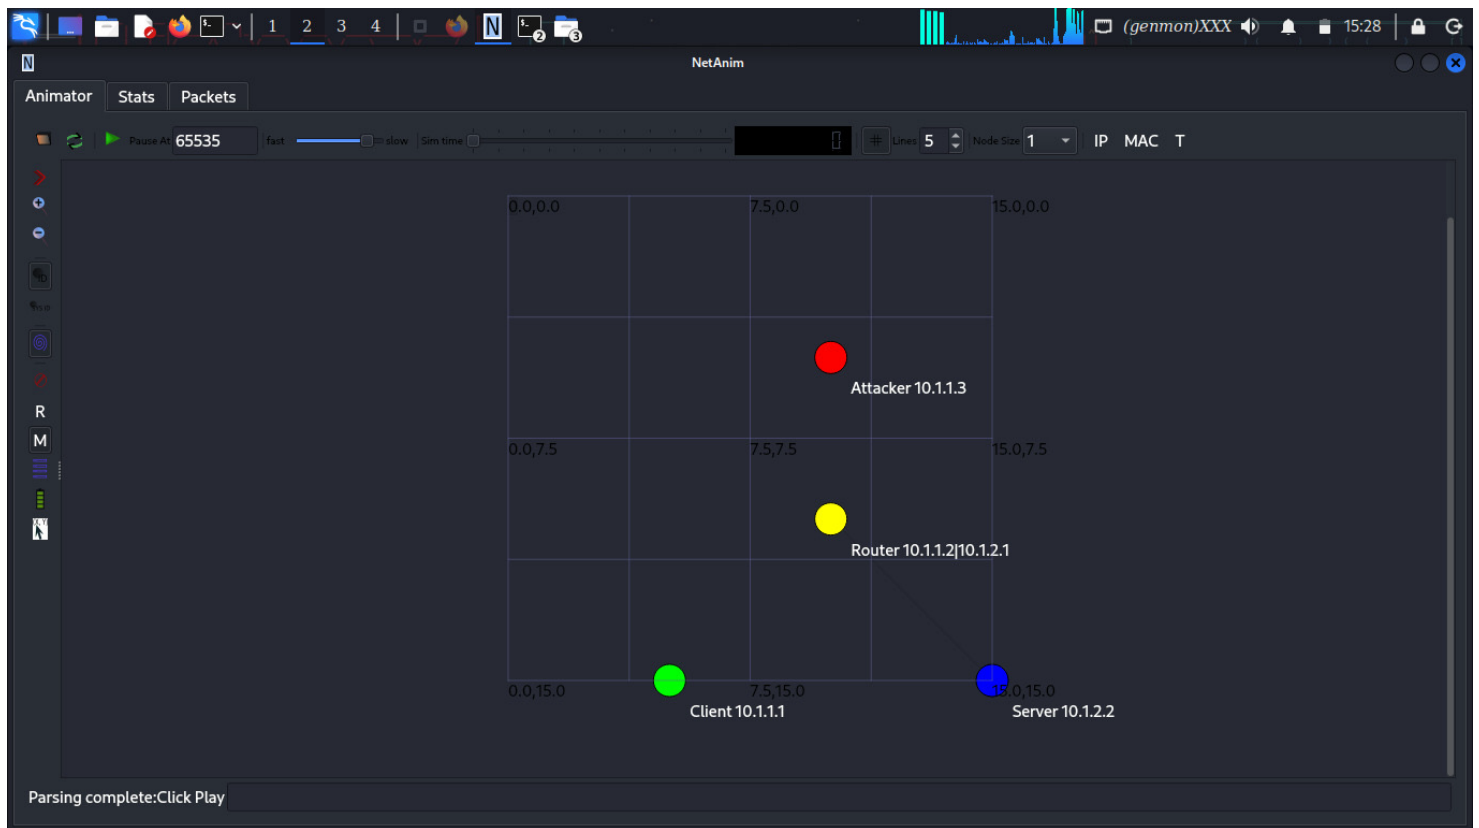 1 2 3 4 N 2 3 (genmon)XXX 15:28
N NetAnim
Animator Stats Packets
Pause At 65535 fast slow Sim time 0 # Lines 5 Node Size 1 IP MAC T
0.0,0.0 7.5,0.0 15.0,0.0
Attacker 10.1.1.3
R
M
0.0,7.5 7.5,7.5 15.0,7.5
Router 10.1.1.2|10.1.2.1
0.0,15.0 7.5,15.0 15.0,15.0
Client 10.1.1.1 Server 10.1.2.2
Parsing complete:Click Play